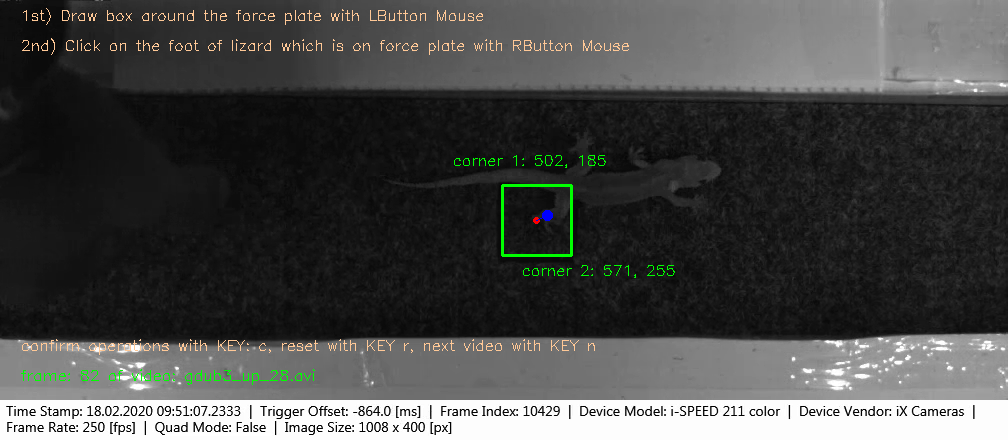 1st) Draw box around the force plate with LButton Mouse
2nd) Click on the foot of lizard which is on force plate with RButton Mouse
corner 1: 502, 185
corner 2: 571, 255
confirm operations with KEY: c, reset with KEY r, next video with KEY n
frame: 32 of video: gdub3_up_28.avi
Time Stamp: 18.02.2020 09:51:07.2333 | Trigger Offset: -864.0 [ms] | Frame Index: 10429 | Device Model: i-SPEED 211 color | Device Vendor: iX Cameras |
Frame Rate: 250 [fps] | Quad Mode: False | Image Size: 1008 x 400 [px]